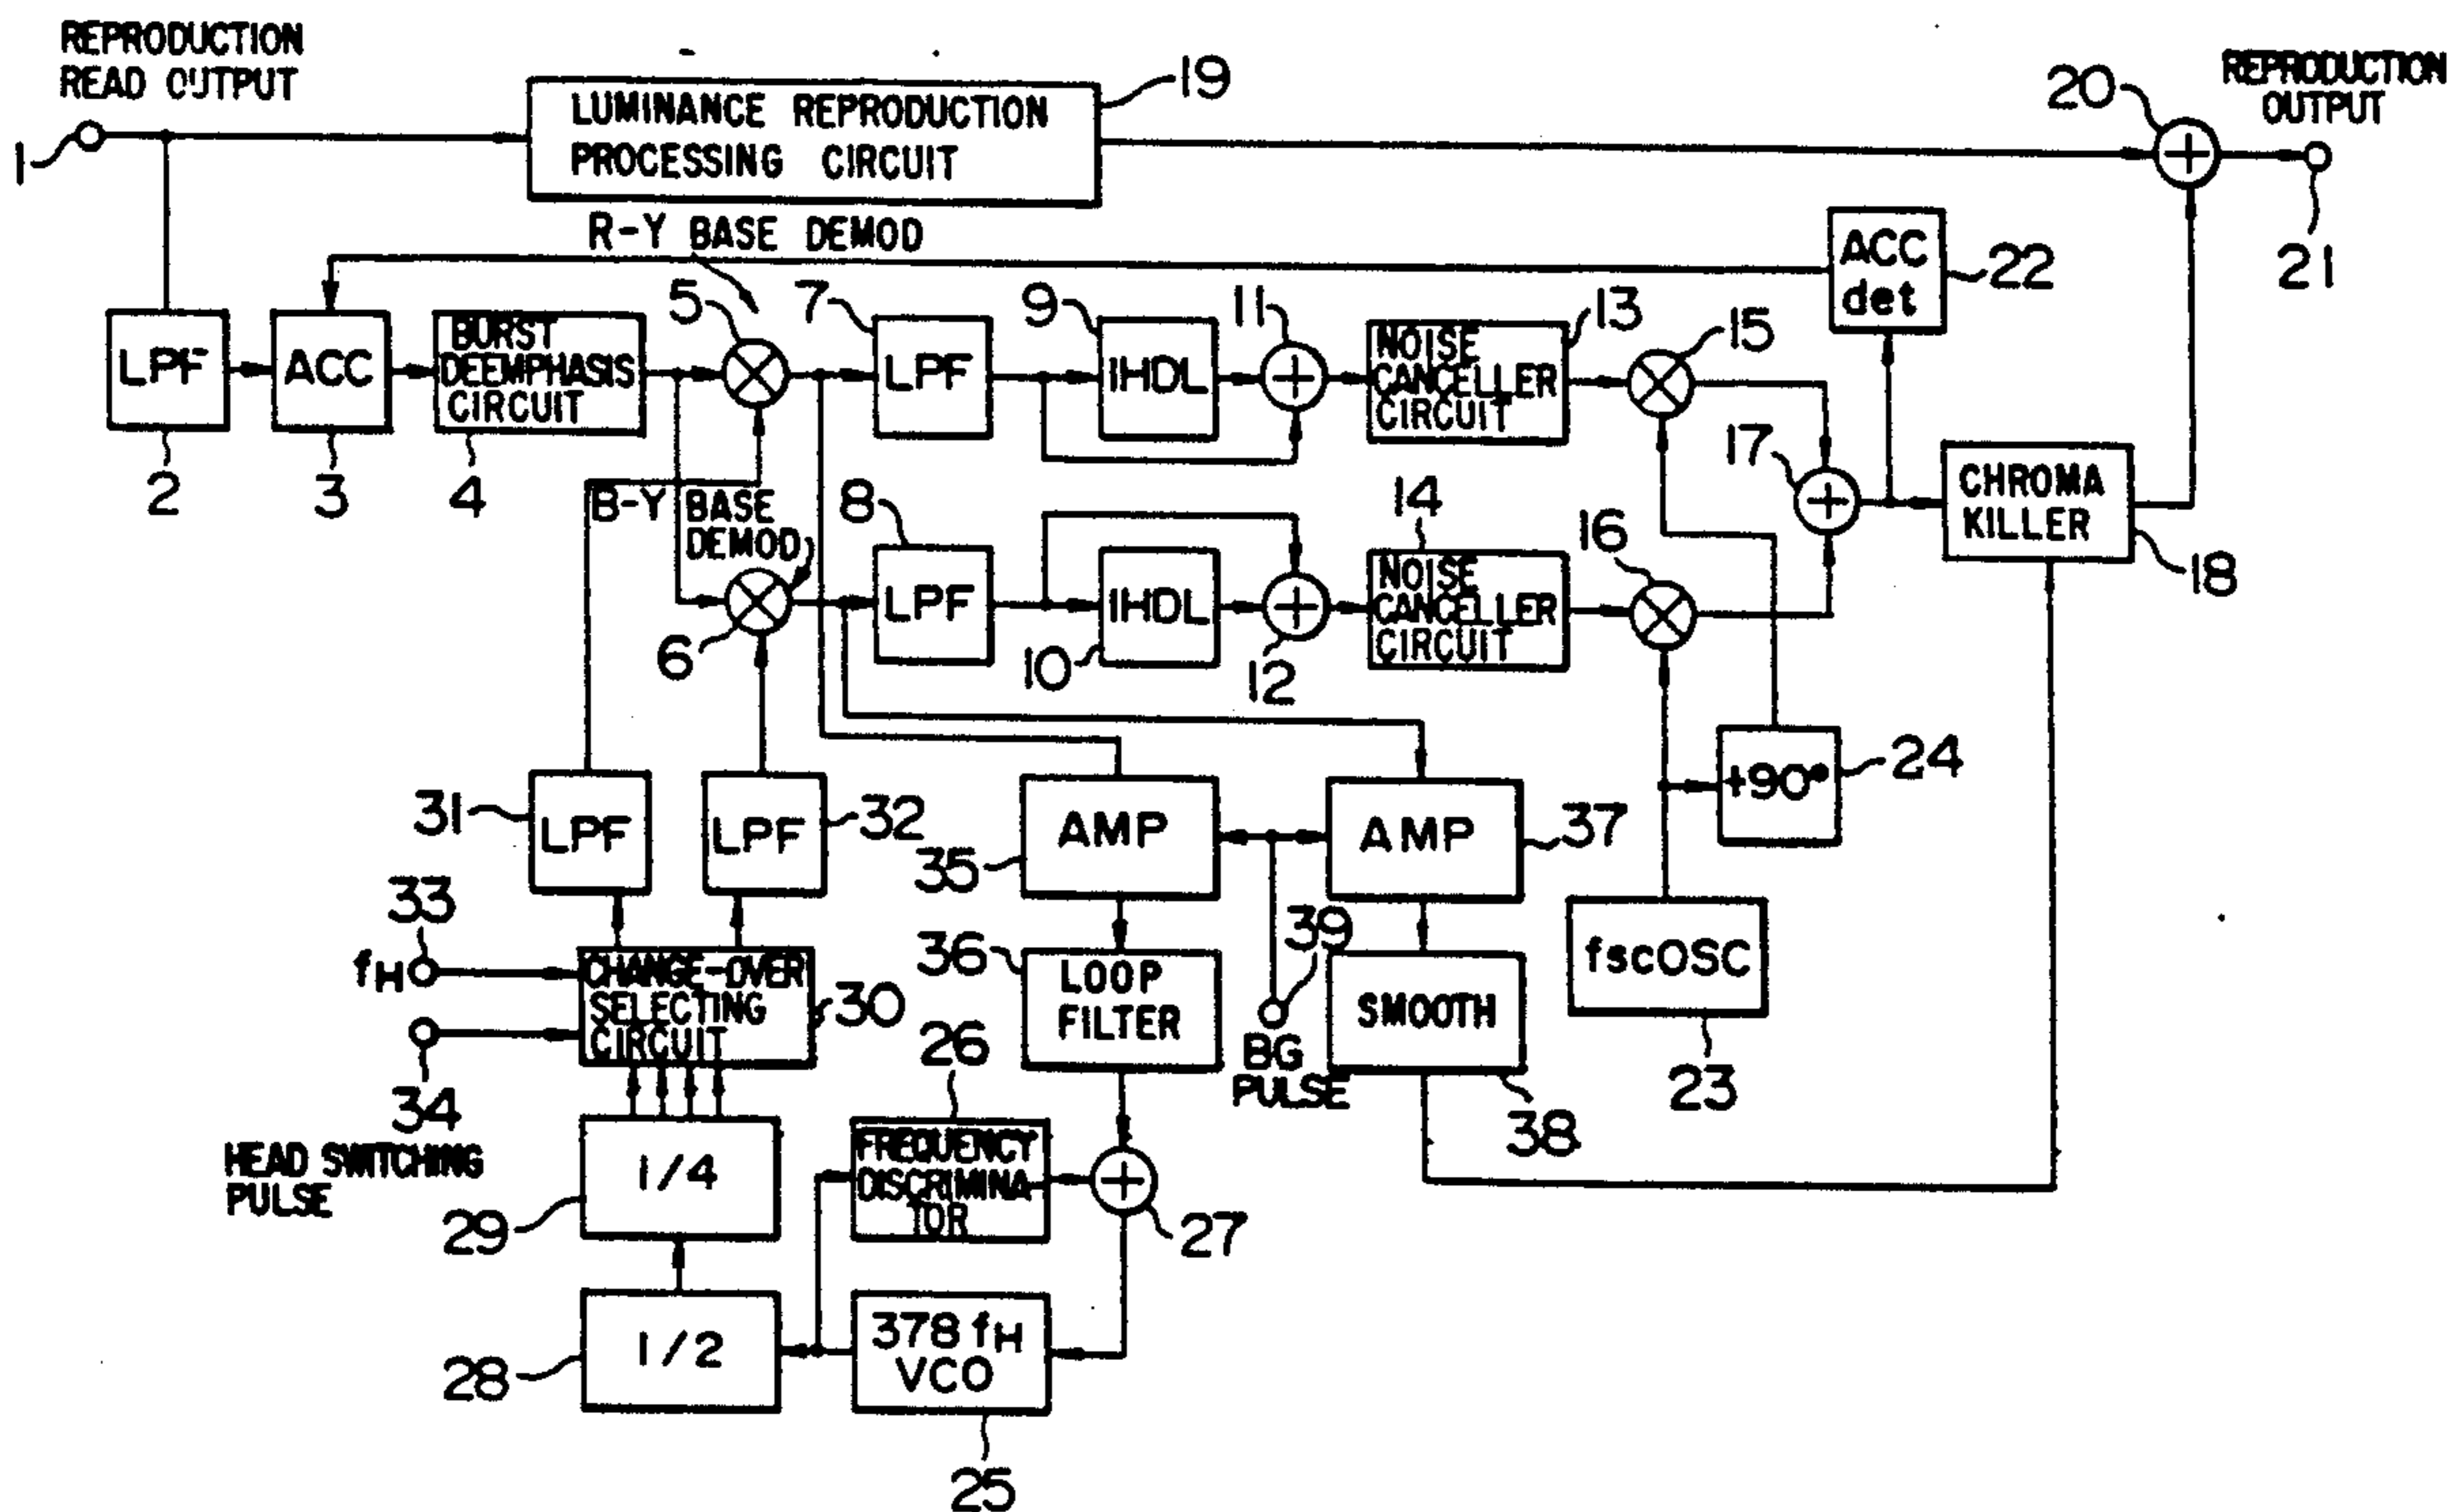 REPRODUCTION
READ OUTPUT
1
LUMINANCE REPRODUCTION
PROCESSING CIRCUIT
19
20
REPRODUCTION
OUTPUT
21
R-Y BASE DEMOD
ACC
det
22
LPF
2
ACC
3
BURST
DEEMPHASIS
CIRCUIT
4
5
7
LPF
9
1HDL
11
NOISE
CANCELLER
CIRCUIT
13
15
17
CHROMA
KILLER
18
B-Y BASE
DEMOD
6
8
LPF
10
1HDL
12
14
NOISE
CANCELLER
CIRCUIT
16
+90°
24
31
LPF
LPF
32
AMP
35
AMP
37
33
fH
34
HEAD SWITCHING
PULSE
CHANGE-OVER
SELECTING
CIRCUIT
30
36
LOOP
FILTER
39
BG
PULSE
SMOOTH
38
fscOSC
23
26
FREQUENCY
DISCRIMINA
TOR
27
1/4
29
1/2
28
378 fH
VCO
25